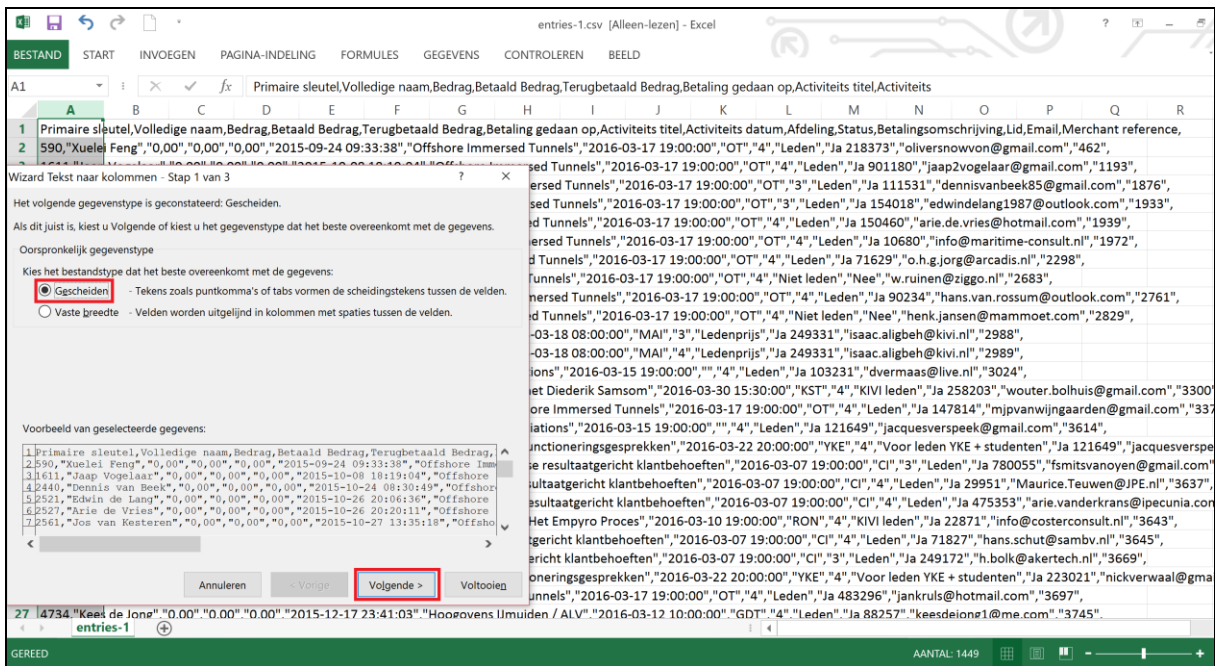 entries-1.csv [Alleen-lezen] - Excel
BESTAND START INVOEGEN PAGINA-INDELING FORMULES GEGEVENS CONTROLEREN BEELD
A1 fx Primaire sleutel,Volledige naam,Bedrag,Betaald Bedrag,Terugbetaald Bedrag,Betaling gedaan op,Activiteits titel,Activiteits
A B C D E F G H I J K L M N O P Q R
1 Primaire sleutel,Volledige naam,Bedrag,Betaald Bedrag,Terugbetaald Bedrag,Betaling gedaan op,Activiteits titel,Activiteits datum,Afdeling,Status,Betalingsomschrijving,Lid,Email,Merchant reference,
2 590,"Xuelei Feng","0,00","0,00","0,00","2015-09-24 09:33:38","Offshore Immersed Tunnels","2016-03-17 19:00:00","OT","4","Leden","Ja 218373","oliversnowvon@gmail.com","462",
Tunnels","2016-03-17 19:00:00","OT","4","Leden","Ja 901180","jaap2vogelaar@gmail.com","1193",
ersed Tunnels","2016-03-17 19:00:00","OT","3","Leden","Ja 111531","dennisvanbeek85@gmail.com","1876",
sed Tunnels","2016-03-17 19:00:00","OT","3","Leden","Ja 154018","edwindelang1987@outlook.com","1933",
d Tunnels","2016-03-17 19:00:00","OT","4","Leden","Ja 150460","arie.de.vries@hotmail.com","1939",
ersed Tunnels","2016-03-17 19:00:00","OT","4","Leden","Ja 10680","info@maritime-consult.nl","1972",
d Tunnels","2016-03-17 19:00:00","OT","4","Leden","Ja 71629","o.h.g.jorg@arcadis.nl","2298",
sed Tunnels","2016-03-17 19:00:00","OT","4","Niet leden","Nee","w.ruinen@ziggo.nl","2683",
mersed Tunnels","2016-03-17 19:00:00","OT","4","Leden","Ja 90234","hans.van.rossum@outlook.com","2761",
ed Tunnels","2016-03-17 19:00:00","OT","4","Niet leden","Nee","henk.jansen@mammoet.com","2829",
-03-18 08:00:00","MAI","3","Ledenprijs","Ja 249331","isaac.aligbeh@kivi.nl","2988",
-03-18 08:00:00","MAI","4","Ledenprijs","Ja 249331","isaac.aligbeh@kivi.nl","2989",
ions","2016-03-15 19:00:00","","4","Leden","Ja 103231","dvermaas@live.nl","3024",
et Diederik Samsom","2016-03-30 15:30:00","KST","4","KIVI leden","Ja 258203","wouter.bolhuis@gmail.com","3300"
ore Immersed Tunnels","2016-03-17 19:00:00","OT","4","Leden","Ja 147814","mjpvanwijngaarden@gmail.com","337
iations","2016-03-15 19:00:00","","4","Leden","Ja 121649","jacquesverspeek@gmail.com","3614",
unctioneringsgesprekken","2016-03-22 20:00:00","YKE","4","Voor leden YKE + studenten","Ja 121649","jacquesverspe
se resultaatgericht klantbehoeften","2016-03-07 19:00:00","CI","3","Leden","Ja 780055","fsmitsvanoyen@gmail.com"
sultaatgericht klantbehoeften","2016-03-07 19:00:00","CI","4","Leden","Ja 29951","Maurice.Teuwen@JPE.nl","3637",
esultaatgericht klantbehoeften","2016-03-07 19:00:00","CI","4","Leden","Ja 475353","arie.vanderkrans@ipecunia.con
Het Empyro Proces","2016-03-10 19:00:00","RON","4","KIVI leden","Ja 22871","info@costerconsult.nl","3643",
tgericht klantbehoeften","2016-03-07 19:00:00","CI","4","Leden","Ja 71827","hans.schut@sambv.nl","3645",
ericht klantbehoeften","2016-03-07 19:00:00","CI","3","Leden","Ja 249172","h.bolk@akertech.nl","3669",
oneringsgesprekken","2016-03-22 20:00:00","YKE","4","Voor leden YKE + studenten","Ja 223021","nickverwaal@gma
unnels","2016-03-17 19:00:00","OT","4","Leden","Ja 483296","jankruls@hotmail.com","3697",
27 4734,"Kees de Jong","0,00","0,00","0,00","2015-12-17 23:41:03","Hoogovens IJmuiden / ALV","2016-03-12 10:00:00","GDT","4","Leden","Ja 88257","keesdejong1@me.com","3745",
Wizard Tekst naar kolommen - Stap 1 van 3 ? ×
Het volgende gegevenstype is geconstateerd: Gescheiden.
Als dit juist is, kiest u Volgende of kiest u het gegevenstype dat het beste overeenkomt met de gegevens.
Oorspronkelijk gegevenstype
Kies het bestandstype dat het beste overeenkomt met de gegevens:
Gescheiden - Tekens zoals puntkomma's of tabs vormen de scheidingstekens tussen de velden.
Vaste breedte - Velden worden uitgelijnd in kolommen met spaties tussen de velden.
Voorbeeld van geselecteerde gegevens:
1 Primaire sleutel,Volledige naam,Bedrag,Betaald Bedrag,Terugbetaald Bedrag,
2 590,"Xuelei Feng","0,00","0,00","0,00","2015-09-24 09:33:38","Offshore Imme
3 1611,"Jaap Vogelaar","0,00","0,00","0,00","2015-10-08 18:19:04","Offshore
4 2440,"Dennis van Beek","0,00","0,00","0,00","2015-10-24 08:30:49","Offshor
5 2521,"Edwin de Lang","0,00","0,00","0,00","2015-10-26 20:06:36","Offshore
6 2527,"Arie de Vries","0,00","0,00","0,00","2015-10-26 20:20:11","Offshore
7 2561,"Jos van Kesteren","0,00","0,00","0,00","2015-10-27 13:35:18","Offsho
Annuleren < Vorige Volgende > Voltooien
entries-1
GEREED AANTAL: 1449